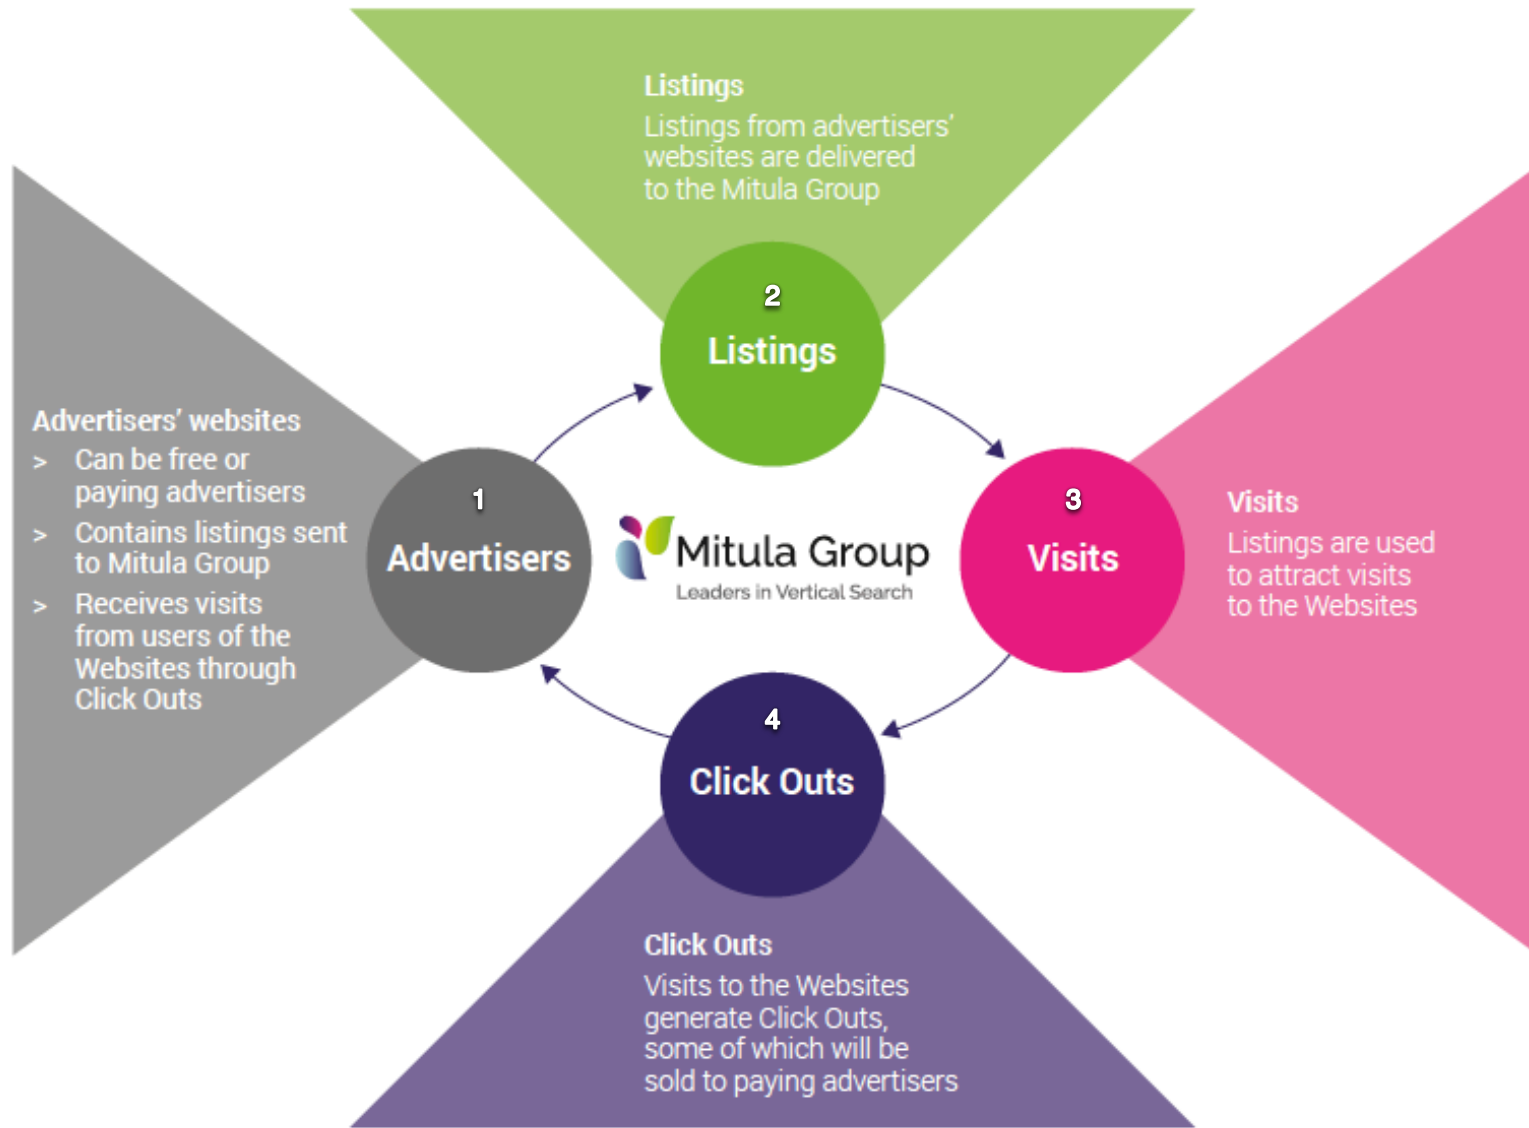 Listings
Listings from advertisers’
websites are delivered
to the Mitula Group
2
Listings
Advertisers’ websites
> Can be free or
paying advertisers
> Contains listings sent
to Mitula Group
> Receives visits
from users of the
Websites through
Click Outs
1
Advertisers
Mitula Group
Leaders in Vertical Search
3
Visits
Visits
Listings are used
to attract visits
to the Websites
4
Click Outs
Click Outs
Visits to the Websites
generate Click Outs,
some of which will be
sold to paying advertisers